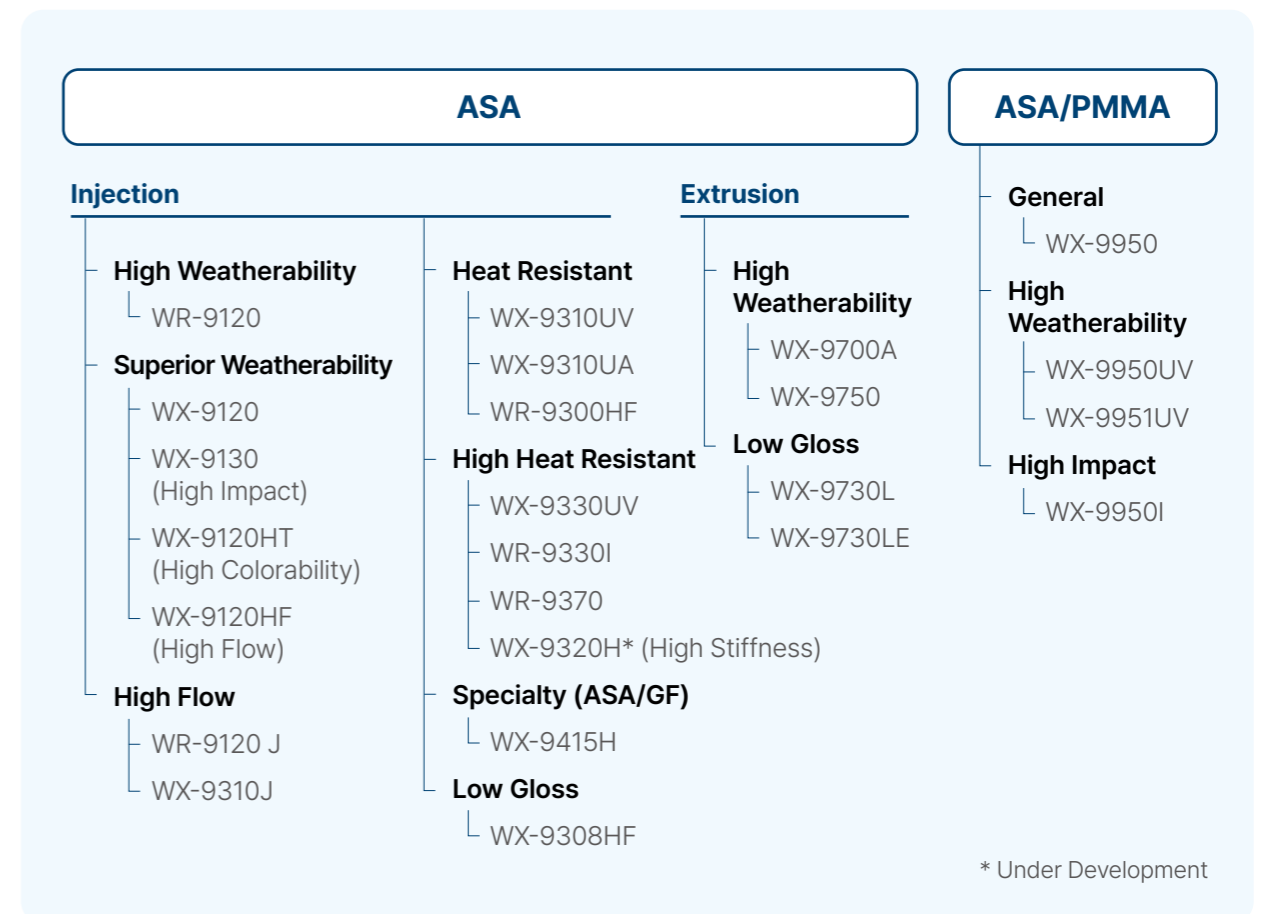 ASA
Injection
High Weatherability
WR-9120
Superior Weatherability
WX-9120
WX-9130
(High Impact)
WX-9120HT
(High Colorability)
WX-9120HF
(High Flow)
High Flow
WR-9120 J
WX-9310J
Heat Resistant
WX-9310UV
WX-9310UA
WR-9300HF
High Heat Resistant
WX-9330UV
WR-9330I
WR-9370
WX-9320H* (High Stiffness)
Specialty (ASA/GF)
WX-9415H
Low Gloss
WX-9308HF
Extrusion
High
Weatherability
WX-9700A
WX-9750
Low Gloss
WX-9730L
WX-9730LE
ASA/PMMA
General
WX-9950
High
Weatherability
WX-9950UV
WX-9951UV
High Impact
WX-9950I
* Under Development